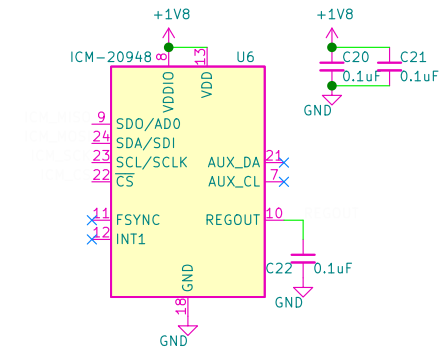 +1V8
+1V8
ICM-20948
U6
8
13
VDDIO
VDD
C20
0.1uF
C21
0.1uF
GND
9
SDO/AD0
24
SDA/SDI
23
SCL/SCLK
22
CS
AUX_DA
21
AUX_CL
7
11
FSYNC
REGOUT
10
12
INT1
GND
18
C22
0.1uF
GND
GND